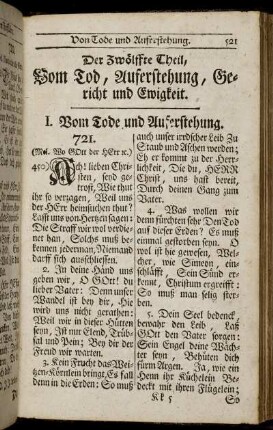 Von Tode und Auferstehung. 521
Der Zwölffte Theil,
Vom Tod, Auferstehung, Ge-
richt und Ewigkeit.
I. Vom Tode und Auferstehung.
721.
(Mel. Wo GOtt der HErr ꝛc.)
450) Ach! lieben Chri-
sten, seyd ge-
trost, Wie thut
ihr so verzagen, Weil uns
der HErr heimsuchen thut?
Lasst uns von Hertzen sagen:
Die Straff wir wol verdie-
net han, Solchs muß be-
kennen jederman, Niemand
darff sich ausschliessen.
2. In deine Händ uns
geben wir, O GOtt! du
lieber Vater: Denn unser
Wandel ist bey dir, Hie
wird uns nicht gerathen:
Weil wir in dieser Hütten
seyn, Ist nur Elend, Trüb-
sal und Pein; Bey dir der
Freud wir warten.
3. Kein Frucht das Wei-
tzen-Körnlein bringt, Es fall
denn in die Erden: So muß
auch unser irrdscher Leib Zu
Staub und Aschen werden;
Eh er kommt zu der Herr-
lichkeit, Die du, HERR
Christ, uns hast bereit,
Durch deinen Gang zum
Vater.
4. Was wollen wir
denn fürchten sehr Den Tod
auf dieser Erden? Es muß
einmal gestorben seyn. O
wol ist hie gewesen, Wel-
cher, wie Simeon, ein-
schläfft, Sein Sünd er-
kennt, Christum ergreifft:
So muß man selig ster-
ben.
5. Dein Seel bedenck,
bewahr den Leib, Laß
GOtt den Vater sorgen:
Sein Engel deine Wäch-
ter seyn, Behüten dich
fürm Argen. Ja, wie ein
Henn ihr Küchelein Be-
deckt mit ihren Flügelein;
Kk 5 So